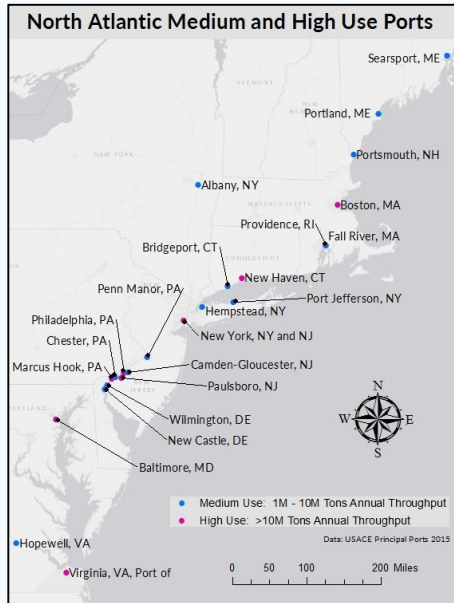 North Atlantic Medium and High Use Ports
Searsport, ME
VERMONT
Portland, ME
NEW YORK
Portsmouth, NH
Albany, NY
MASSACHUSETTS
Boston, MA
Providence, RI
Fall River, MA
Bridgeport, CT
CONNECTICUT
New Haven, CT
Penn Manor, PA
Port Jefferson, NY
Hempstead, NY
Philadelphia, PA
New York, NY and NJ
Chester, PA
Marcus Hook, PA
Camden-Gloucester, NJ
Paulsboro, NJ
JERSEY
Wilmington, DE
New Castle, DE
MARYLAND
Baltimore, MD
N
W
E
S
Medium Use: 1M - 10M Tons Annual Throughput
High Use: >10M Tons Annual Throughput
Data: USACE Principal Ports 2015
Hopewell, VA
Virginia, VA, Port of
0 50 100 200 Miles